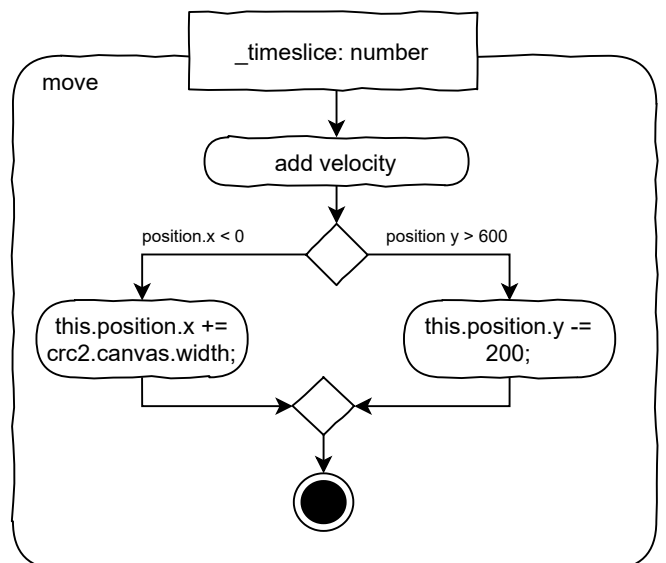 _timeslice: number
move
add velocity
position.x < 0
position y > 600
this.position.x +=
crc2.canvas.width;
this.position.y -=
200;